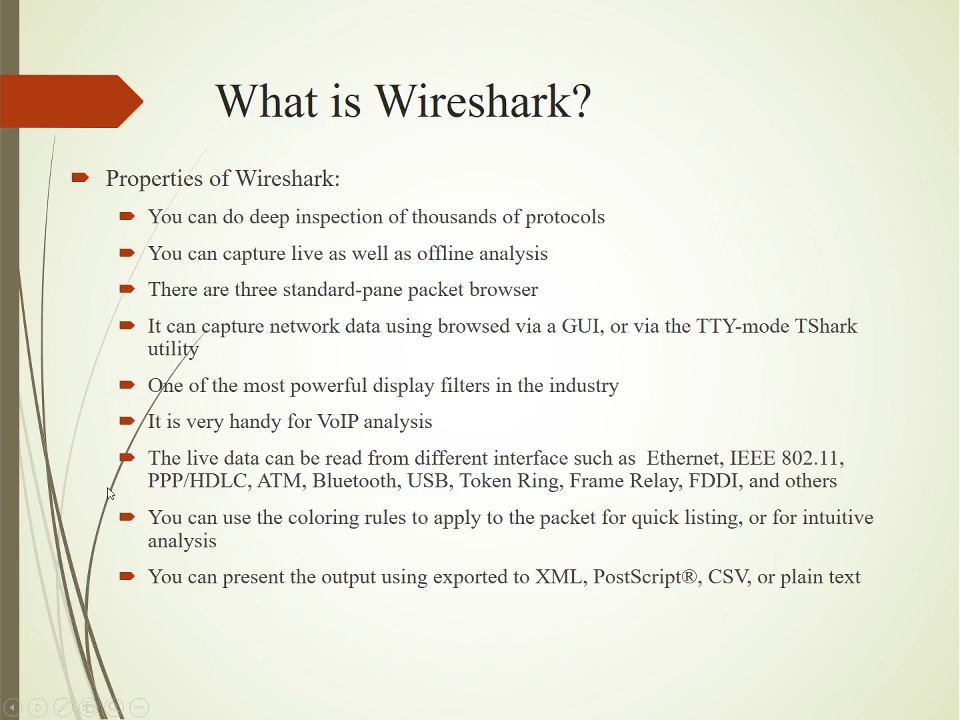 What is Wireshark?
Properties of Wireshark:
You can do deep inspection of thousands of protocols
You can capture live as well as offline analysis
There are three standard-pane packet browser
It can capture network data using browsed via a GUI, or via the TTY-mode TShark
utility
One of the most powerful display filters in the industry
It is very handy for VoIP analysis
The live data can be read from different interface such as  Ethernet, IEEE 802.11,
PPP/HDLC, ATM, Bluetooth, USB, Token Ring, Frame Relay, FDDI, and others
You can use the coloring rules to apply to the packet for quick listing, or for intuitive
analysis
You can present the output using exported to XML, PostScript®, CSV, or plain text